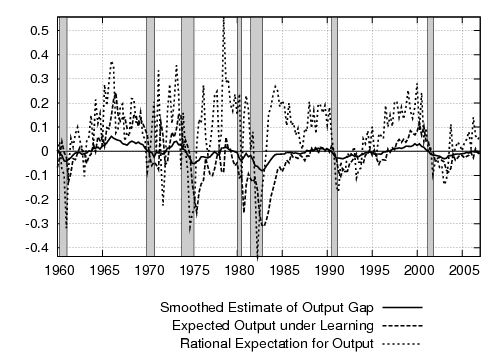 0.5
0.4
0.3
0.2
0.1
0
-0.1
-0.2
-0.3
-0.4
1960 1965 1970 1975 1980 1985 1990 1995 2000 2005
Smoothed Estimate of Output Gap
Expected Output under Learning
Rational Expectation for Output